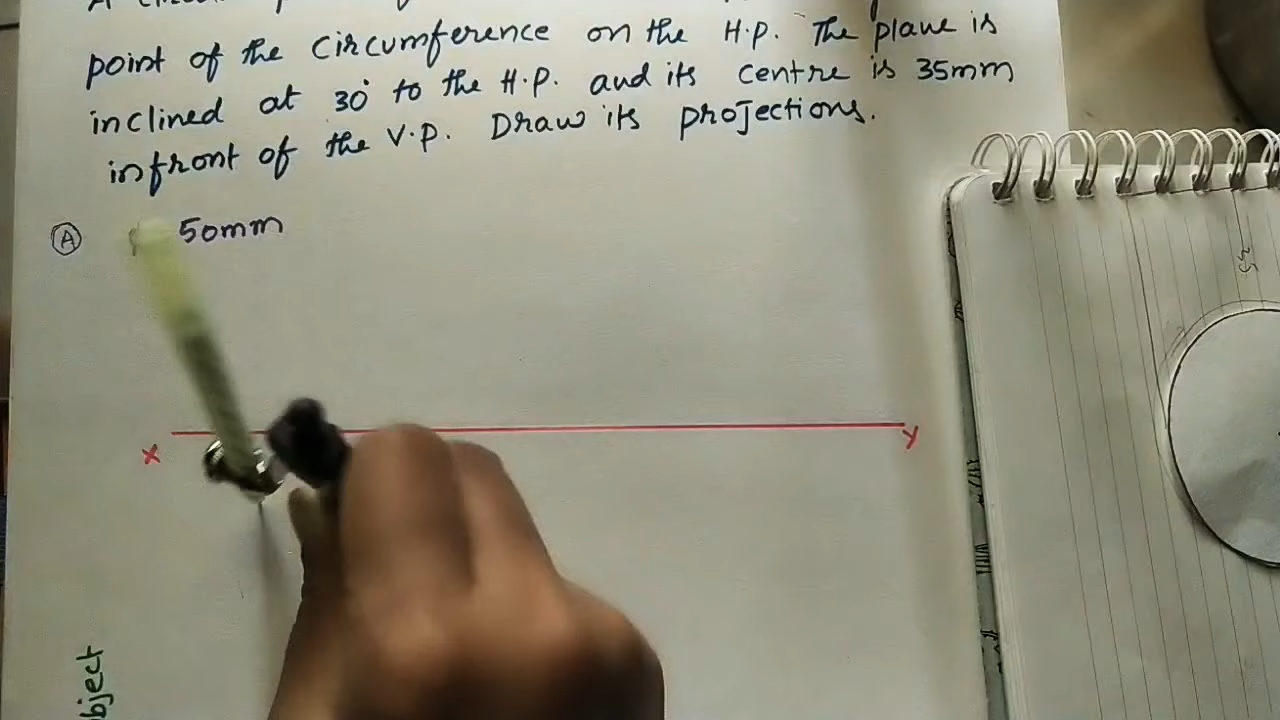 point of the circumference on the H.P. The plane is
inclined at 30° to the H.P. and its centre is 35mm
infront of the V.P. Draw its projections.
A 50mm
X Y